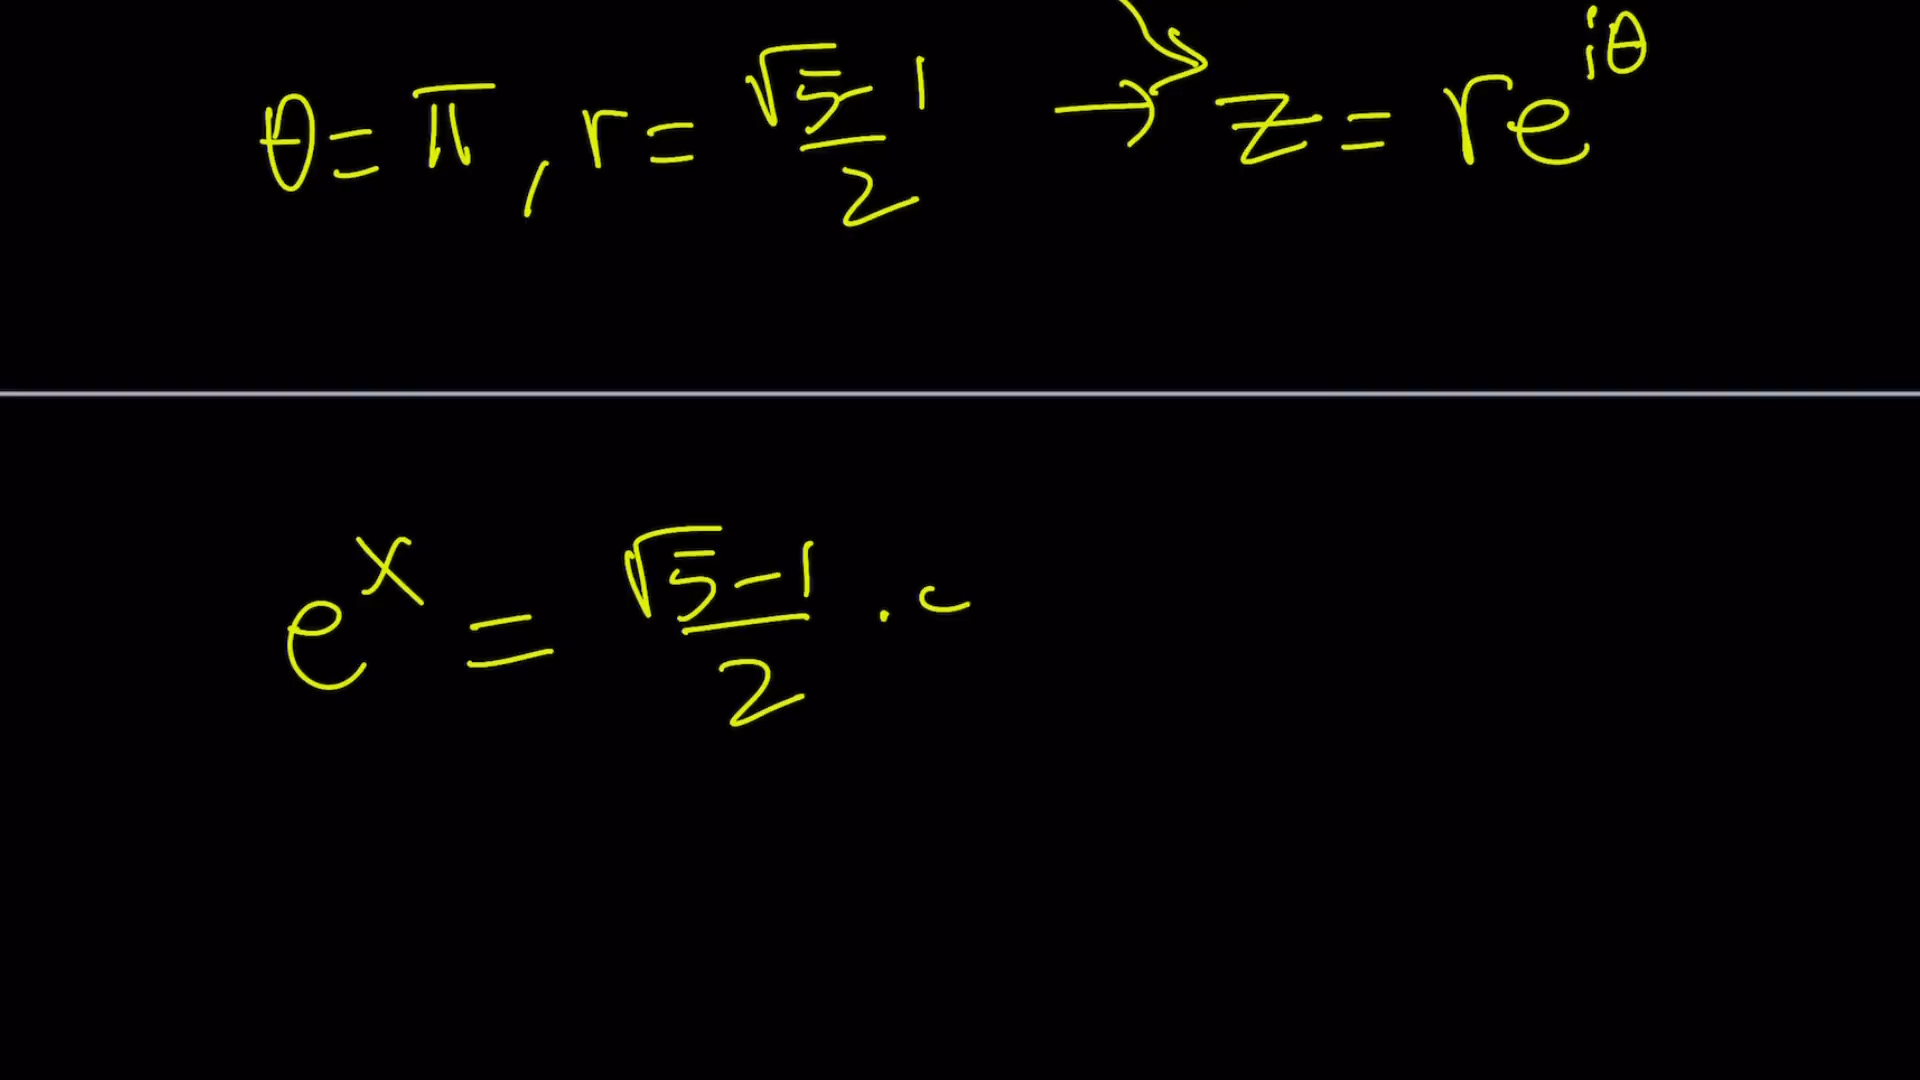 θ = π, r = (√5 - 1)/2 → z = re^{iθ}
e^x = (√5 - 1)/2 ·